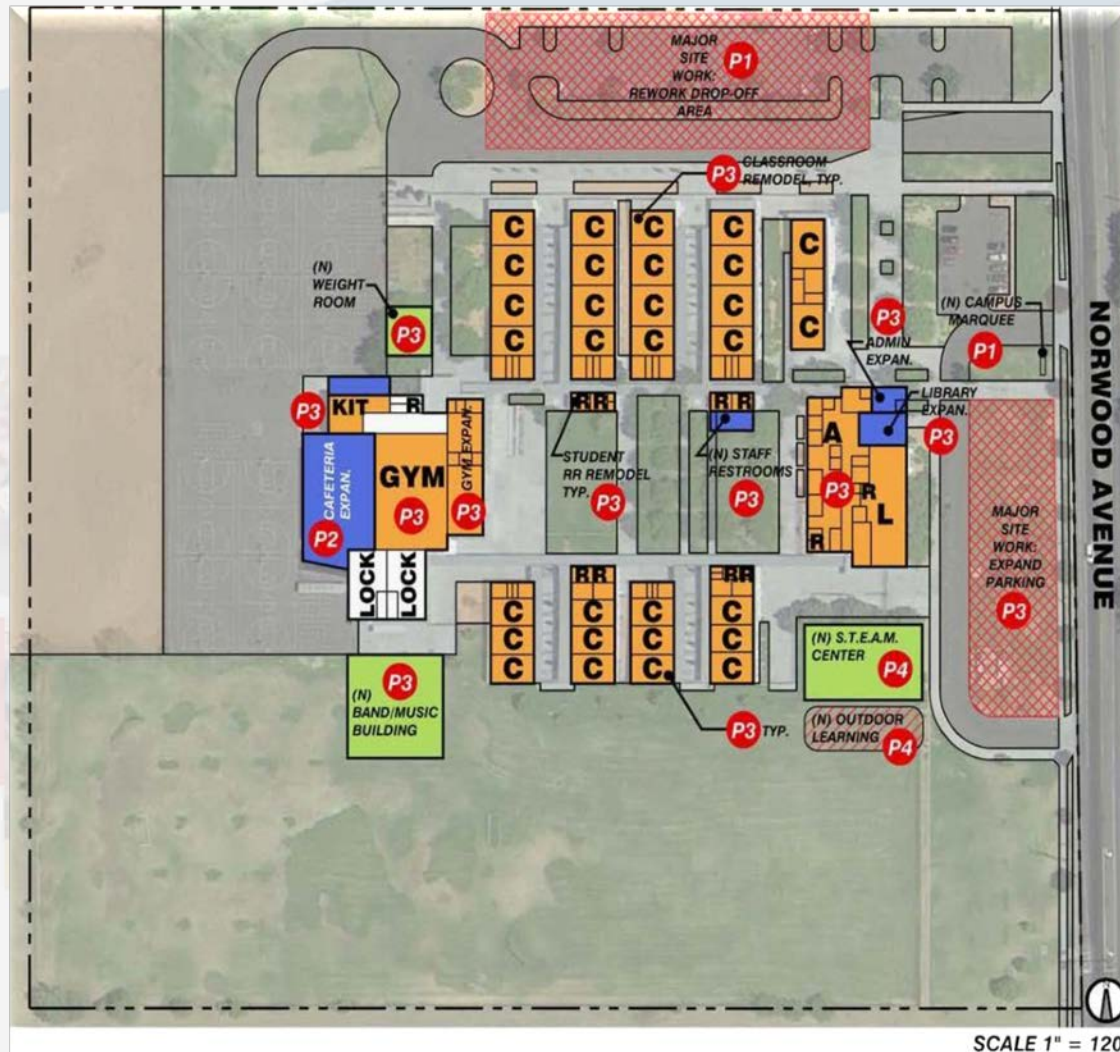 MAJOR
SITE
WORK:
REWORK DROP-OFF
AREA
P1
P3
CLASSROOM
REMODEL, TYP.
C C C C C
C C C C
C C C C
C C C C C
(N)
WEIGHT
ROOM
P3
(N) CAMPUS
MARQUEE
P1
P3
ADMIN
EXPAN.
LIBRARY
EXPAN.
P3
NORWOOD AVENUE
P3
KIT
R
GYM EXPAN.
P3
CAFETERIA
EXPAN.
P2
GYM
P3
LOCK
LOCK
RR
STUDENT
RR REMODEL
TYP.
P3
RR
(N) STAFF
RESTROOMS
P3
A
P3
R
L
R
MAJOR
SITE
WORK:
EXPAND
PARKING
P3
RR
RR
C C C C
C C C C
C C C C
P3 TYP.
(N)
BAND/MUSIC
BUILDING
P3
(N) S.T.E.A.M.
CENTER
P4
(N) OUTDOOR
LEARNING
P4
SCALE 1" =